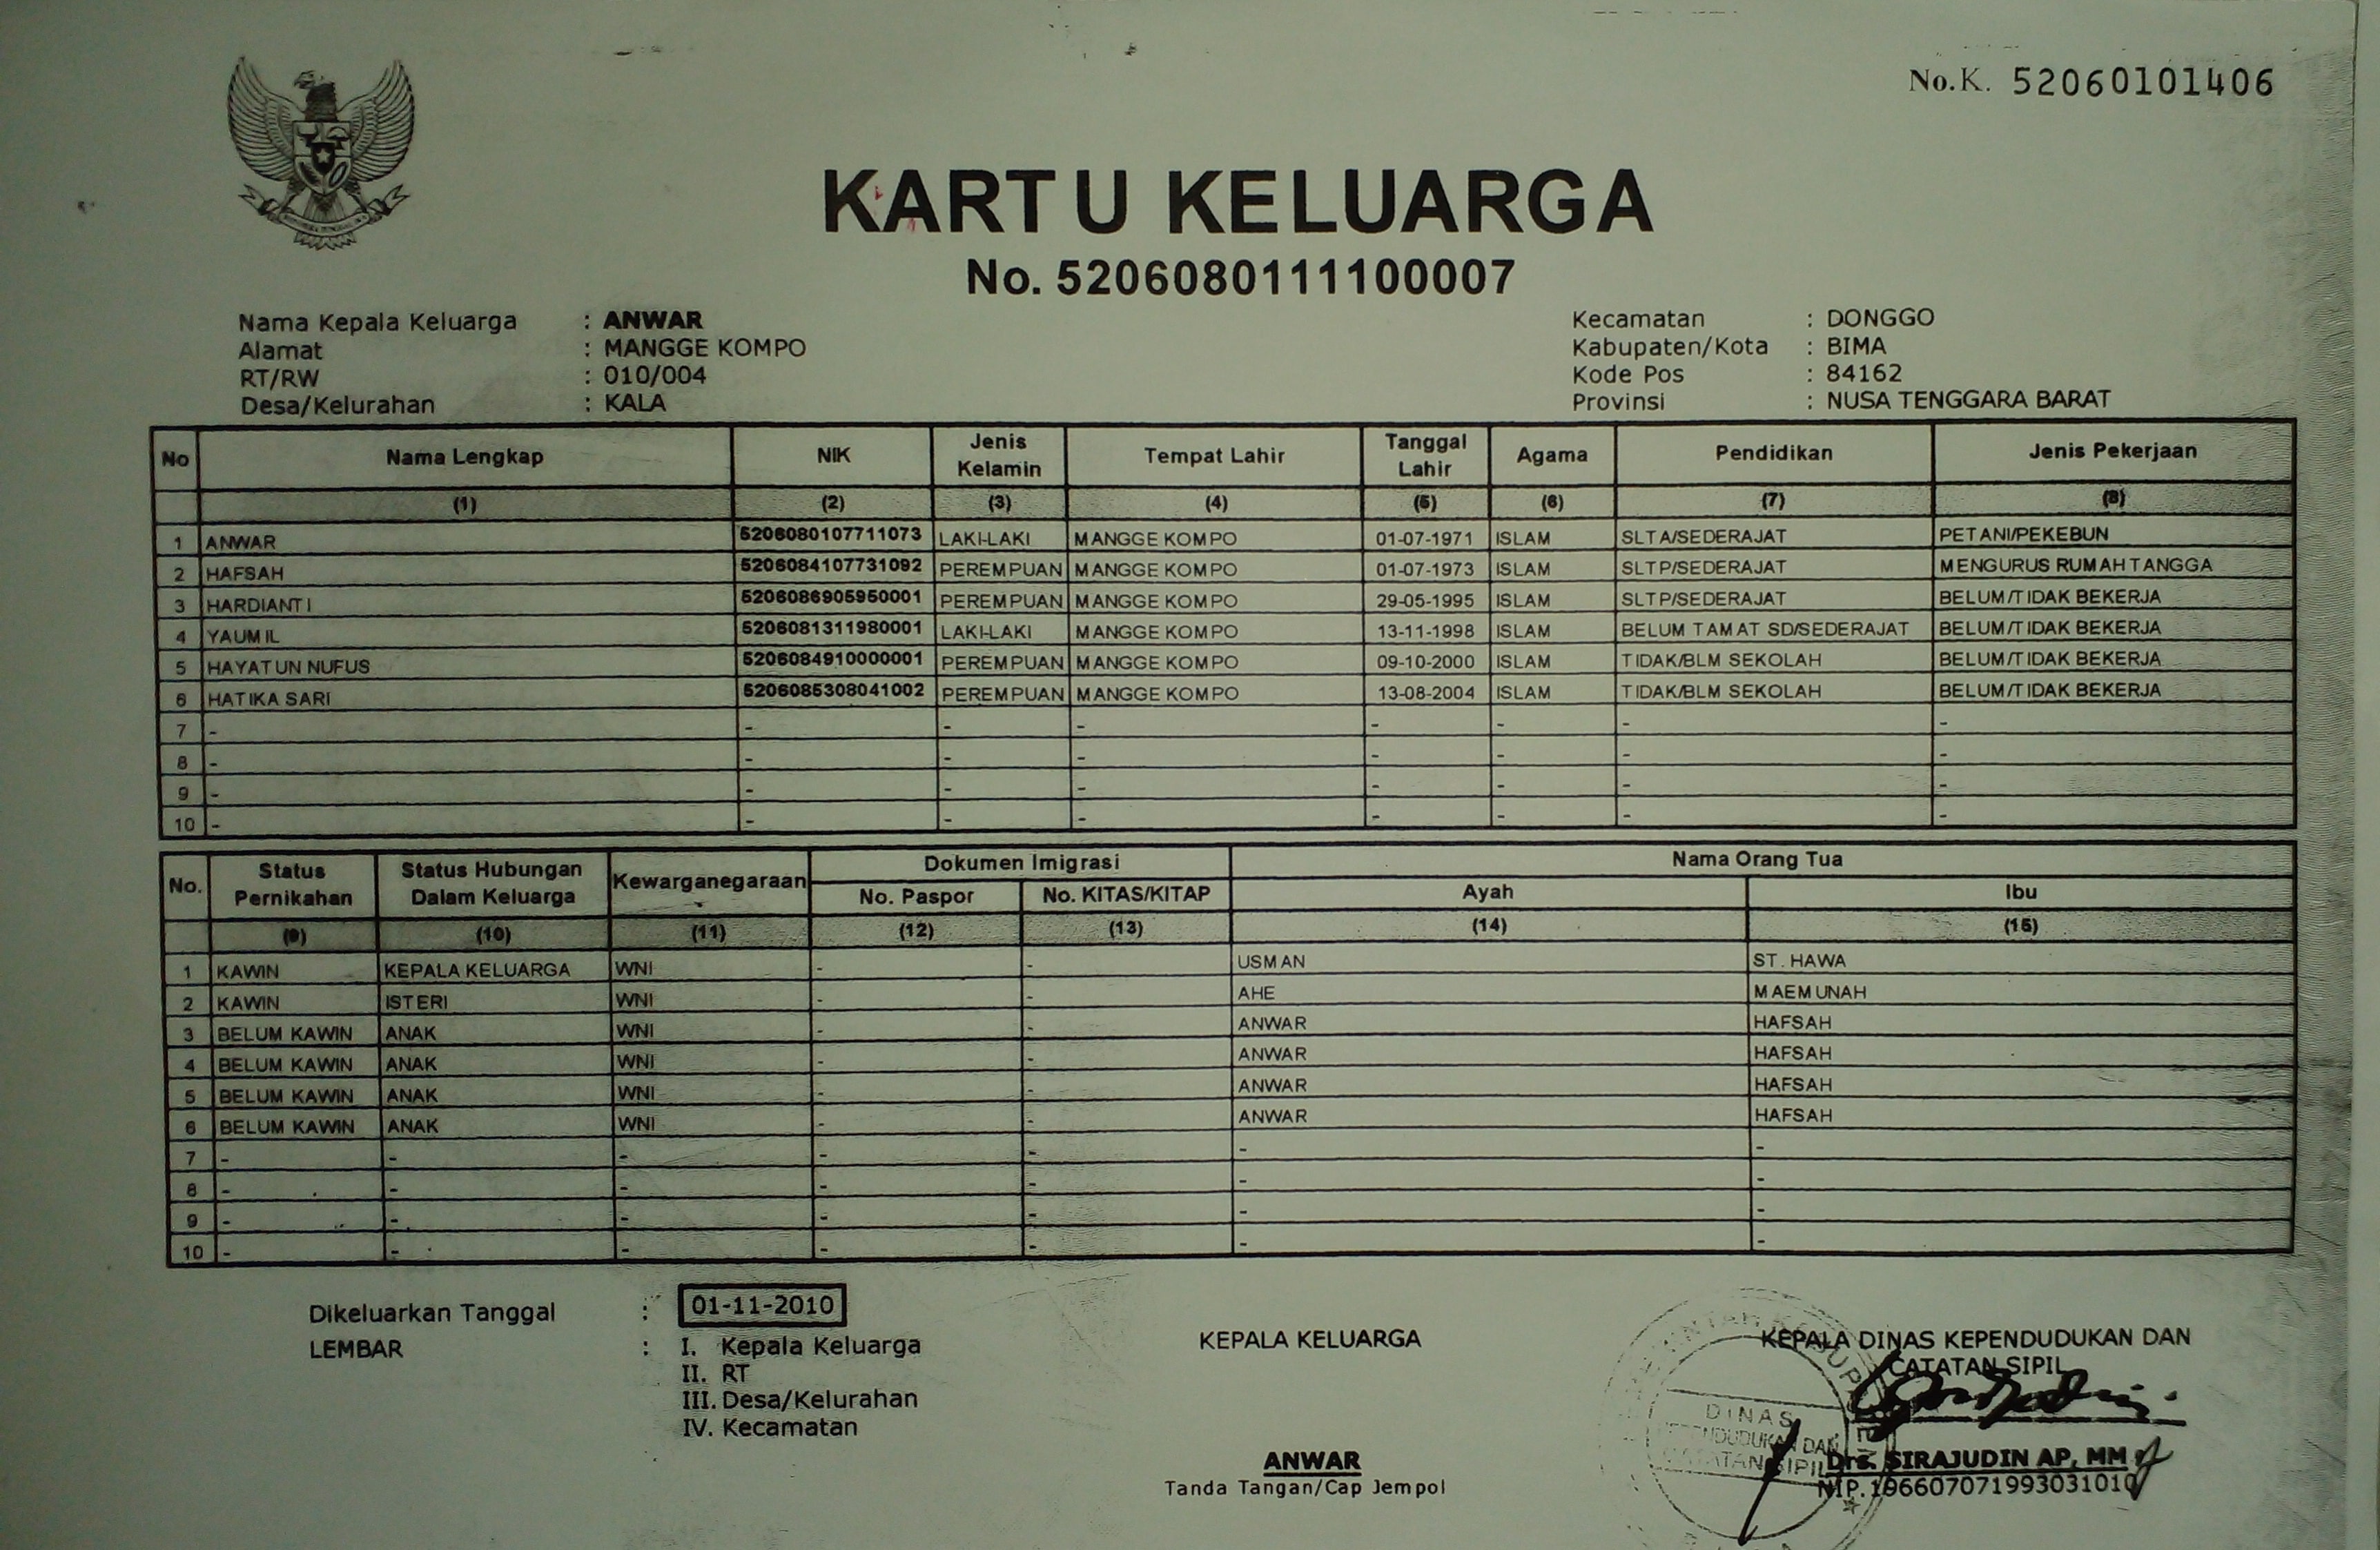 No.K. 52060101406
KARTU KELUARGA
No. 5206080111100007
Nama Kepala Keluarga : ANWAR Kecamatan : DONGGO
Alamat : MANGGE KOMPO Kabupaten/Kota : BIMA
RT/RW : 010/004 Kode Pos : 84162
Desa/Kelurahan : KALA Provinsi : NUSA TENGGARA BARAT
No Nama Lengkap NIK Jenis Kelamin Tempat Lahir Tanggal Lahir Agama Pendidikan Jenis Pekerjaan
(1) (2) (3) (4) (5) (6) (7) (8)
1 ANWAR 5206080107711073 LAKI-LAKI MANGGE KOMPO 01-07-1971 ISLAM SLTA/SEDERAJAT PETANI/PEKEBUN
2 HAFSAH 5206084107731092 PEREMPUAN MANGGE KOMPO 01-07-1973 ISLAM SLTP/SEDERAJAT MENGURUS RUMAH TANGGA
3 HARDIANTI 5206086905950001 PEREMPUAN MANGGE KOMPO 29-05-1995 ISLAM SLTP/SEDERAJAT BELUM/TIDAK BEKERJA
4 YAUMIL 5206081311980001 LAKI-LAKI MANGGE KOMPO 13-11-1998 ISLAM BELUM TAMAT SD/SEDERAJAT BELUM/TIDAK BEKERJA
5 HAYATUN NUFUS 5206084910000001 PEREMPUAN MANGGE KOMPO 09-10-2000 ISLAM TIDAK/BLM SEKOLAH BELUM/TIDAK BEKERJA
6 HATIKA SARI 5206085308041002 PEREMPUAN MANGGE KOMPO 13-08-2004 ISLAM TIDAK/BLM SEKOLAH BELUM/TIDAK BEKERJA
7 - - - - - - - -
8 - - - - - - - -
9 - - - - - - - -
10 - - - - - - - -
No. Status Pernikahan Status Hubungan Dalam Keluarga Kewarganegaraan Dokumen Imigrasi Nama Orang Tua
No. Paspor No. KITAS/KITAP Ayah Ibu
(9) (10) (11) (12) (13) (14) (15)
1 KAWIN KEPALA KELUARGA WNI - - USMAN ST. HAWA
2 KAWIN ISTERI WNI - - AHE MAEMUNAH
3 BELUM KAWIN ANAK WNI - - ANWAR HAFSAH
4 BELUM KAWIN ANAK WNI - - ANWAR HAFSAH
5 BELUM KAWIN ANAK WNI - - ANWAR HAFSAH
6 BELUM KAWIN ANAK WNI - - ANWAR HAFSAH
7 - - - - - - -
8 - - - - - - -
9 - - - - - - -
10 - - - - - - -
Dikeluarkan Tanggal : 01-11-2010
LEMBAR : I. Kepala Keluarga
II. RT
III. Desa/Kelurahan
IV. Kecamatan
KEPALA KELUARGA
ANWAR
Tanda Tangan/Cap Jempol
KEPALA DINAS KEPENDUDUKAN DAN
CATATAN SIPIL
DINAS
KEPENDUDUKAN DAN
CATATAN SIPIL
Drs. SIRAJUDIN AP, MM
NIP.196607071993031010